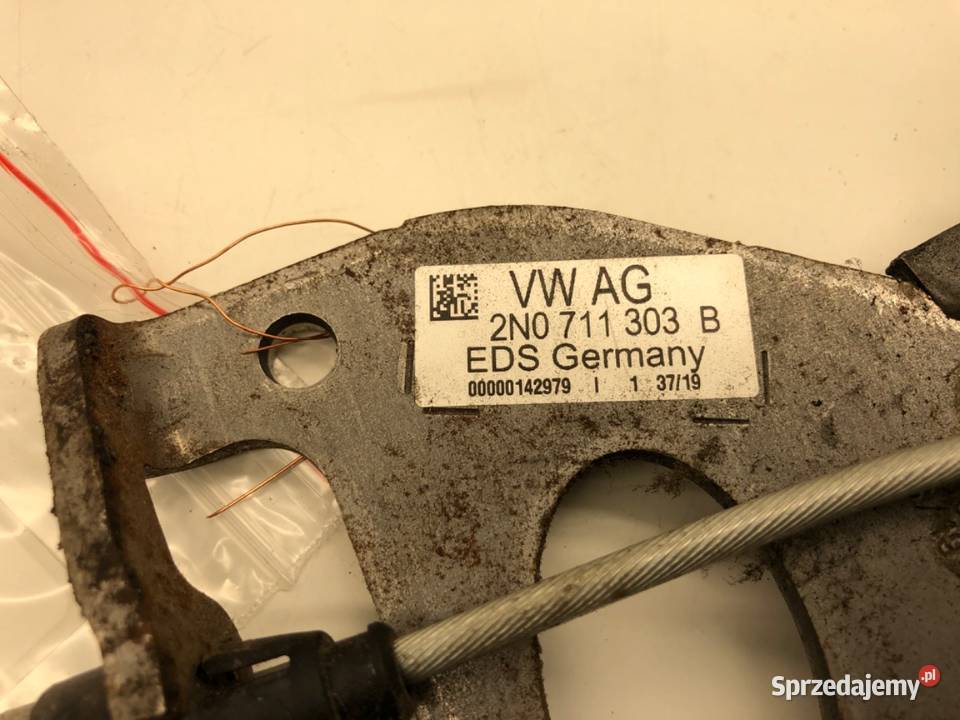 VW AG
2N0 711 303 B
EDS Germany
00000142979 | 1 37/19
Sprzedajemy.pl